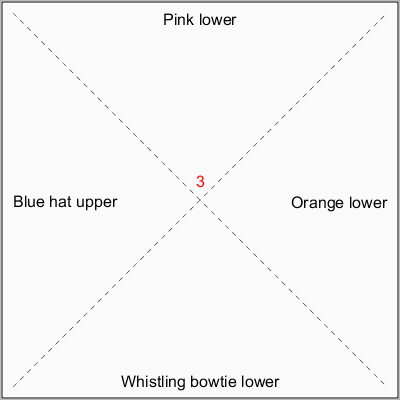 Pink lower
3
Blue hat upper
Orange lower
Whistling bowtie lower